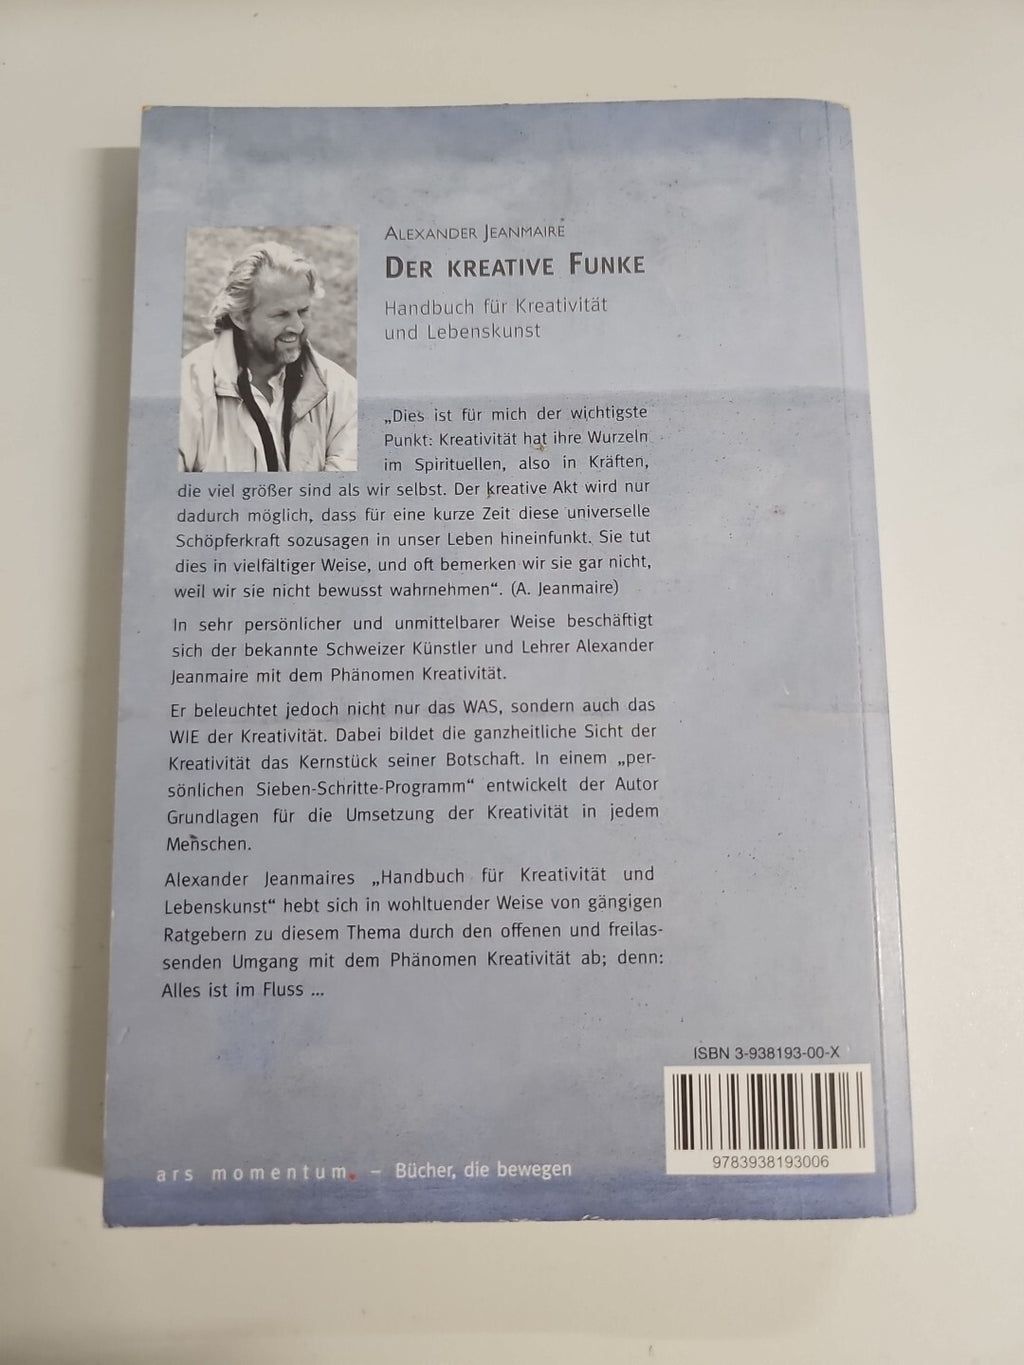 Alexander Jeanmaire
Der kreative Funke
Handbuch für Kreativität
und Lebenskunst
„Dies ist für mich der wichtigste
Punkt: Kreativität hat ihre Wurzeln
im Spirituellen, also in Kräften,
die viel größer sind als wir selbst. Der kreative Akt wird nur
dadurch möglich, dass für eine kurze Zeit diese universelle
Schöpferkraft sozusagen in unser Leben hineinfunkt. Sie tut
dies in vielfältiger Weise, und oft bemerken wir sie gar nicht,
weil wir sie nicht bewusst wahrnehmen“. (A. Jeanmaire)
In sehr persönlicher und unmittelbarer Weise beschäftigt
sich der bekannte Schweizer Künstler und Lehrer Alexander
Jeanmaire mit dem Phänomen Kreativität.
Er beleuchtet jedoch nicht nur das WAS, sondern auch das
WIE der Kreativität. Dabei bildet die ganzheitliche Sicht der
Kreativität das Kernstück seiner Botschaft. In einem „per-
sönlichen Sieben-Schritte-Programm“ entwickelt der Autor
Grundlagen für die Umsetzung der Kreativität in jedem
Menschen.
Alexander Jeanmaires „Handbuch für Kreativität und
Lebenskunst“ hebt sich in wohltuender Weise von gängigen
Ratgebern zu diesem Thema durch den offenen und freilas-
senden Umgang mit dem Phänomen Kreativität ab; denn:
Alles ist im Fluss ...
ISBN 3-938193-00-X
9783938193006
ars momentum. – Bücher, die bewegen